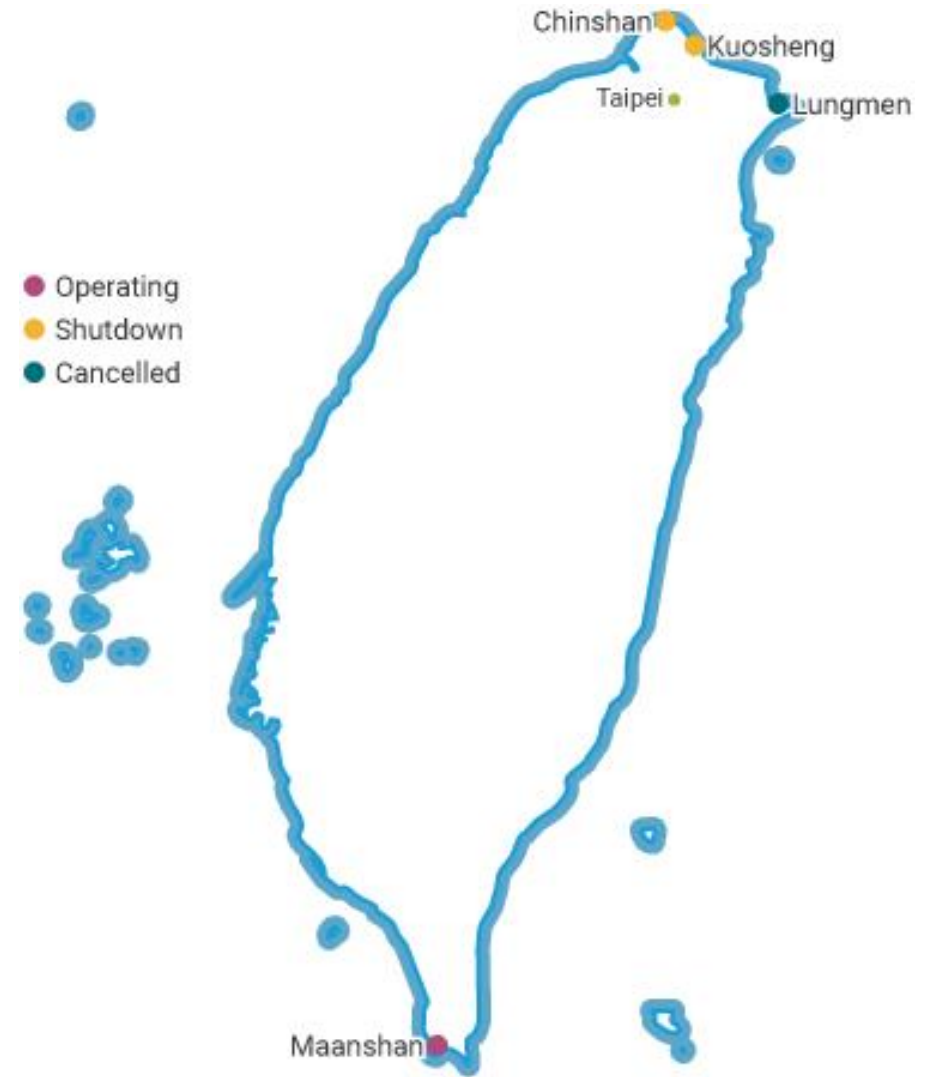 Chinshan
Kuosheng
Taipei
Lungmen
Operating
Shutdown
Cancelled
Maanshan